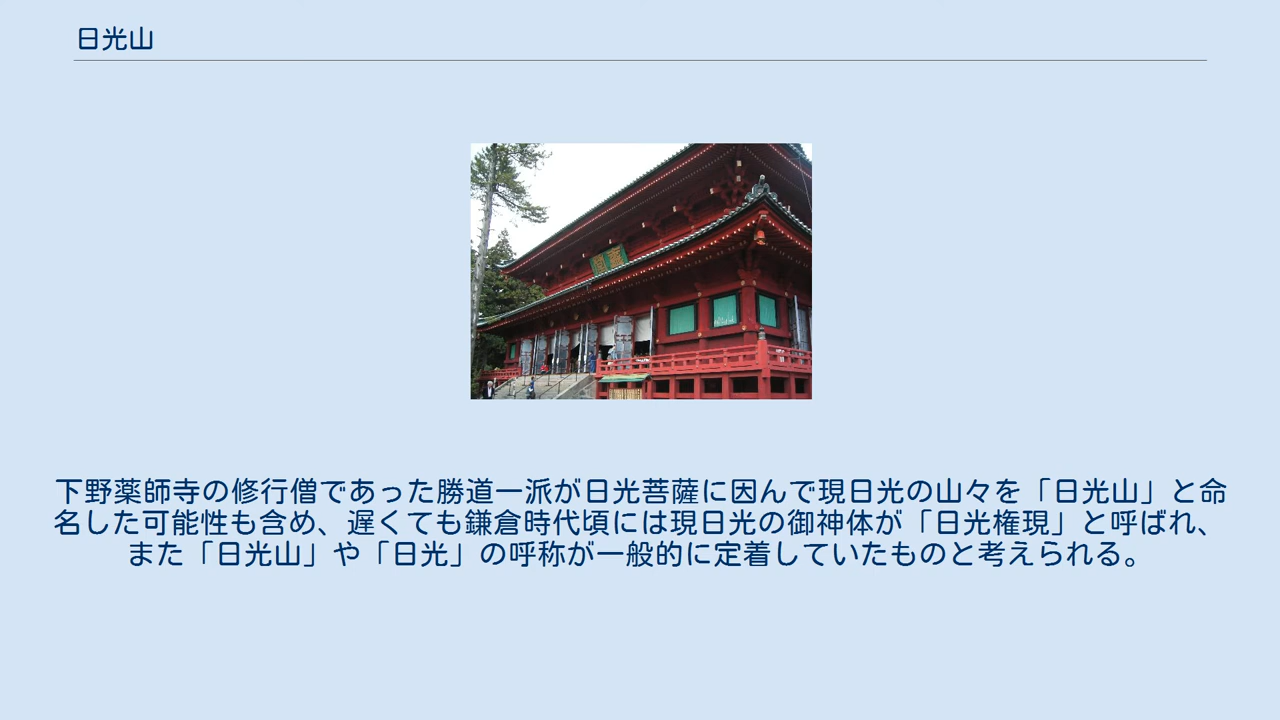 日光山
下野薬師寺の修行僧であった勝道一派が日光菩薩に因んで現日光の山々を「日光山」と命
名した可能性も含め、遅くても鎌倉時代頃には現日光の御神体が「日光権現」と呼ばれ、
また「日光山」や「日光」の呼称が一般的に定着していたものと考えられる。